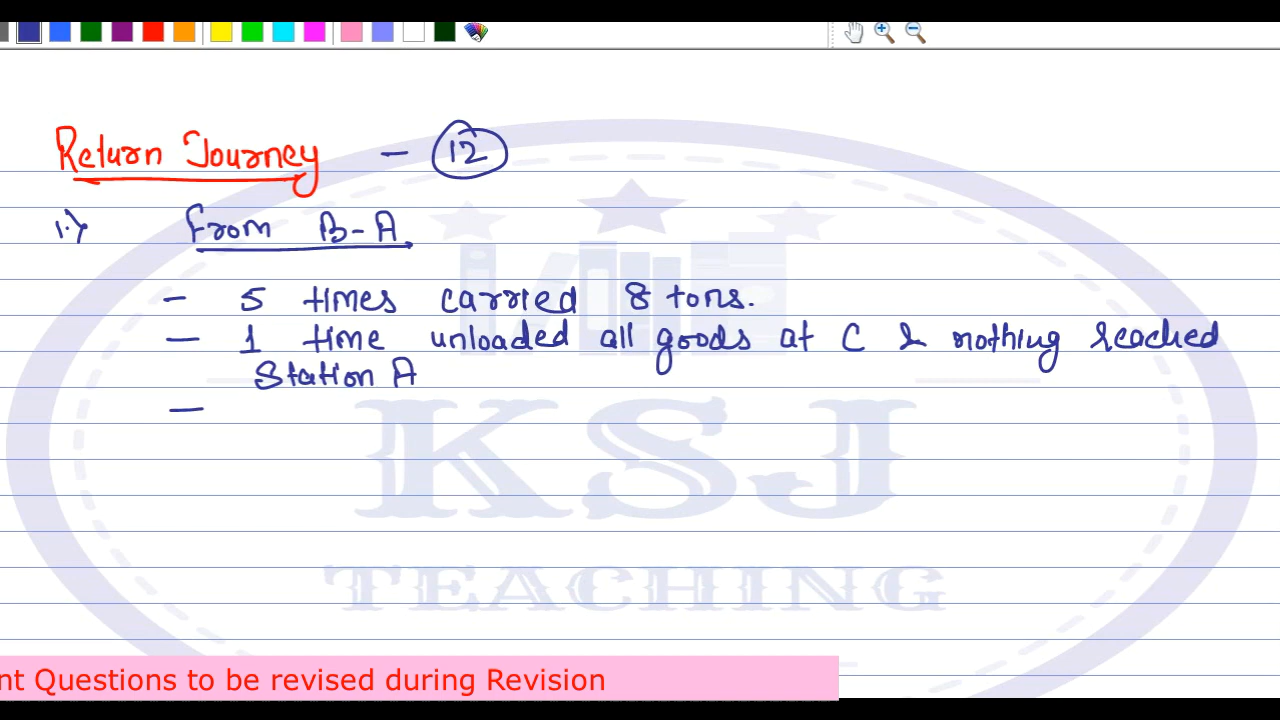 Return Journey - 12
1.) From B-A
- 5 times carried 8 tons.
- 1 time unloaded all goods at C & nothing reached
Station A
-
KSJ
TEACHING
nt Questions to be revised during Revision